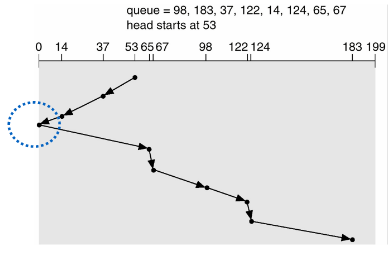 queue = 98, 183, 37, 122, 14, 124, 65, 67
head starts at 53
0 14 37 53 65 67 98 122 124 183 199